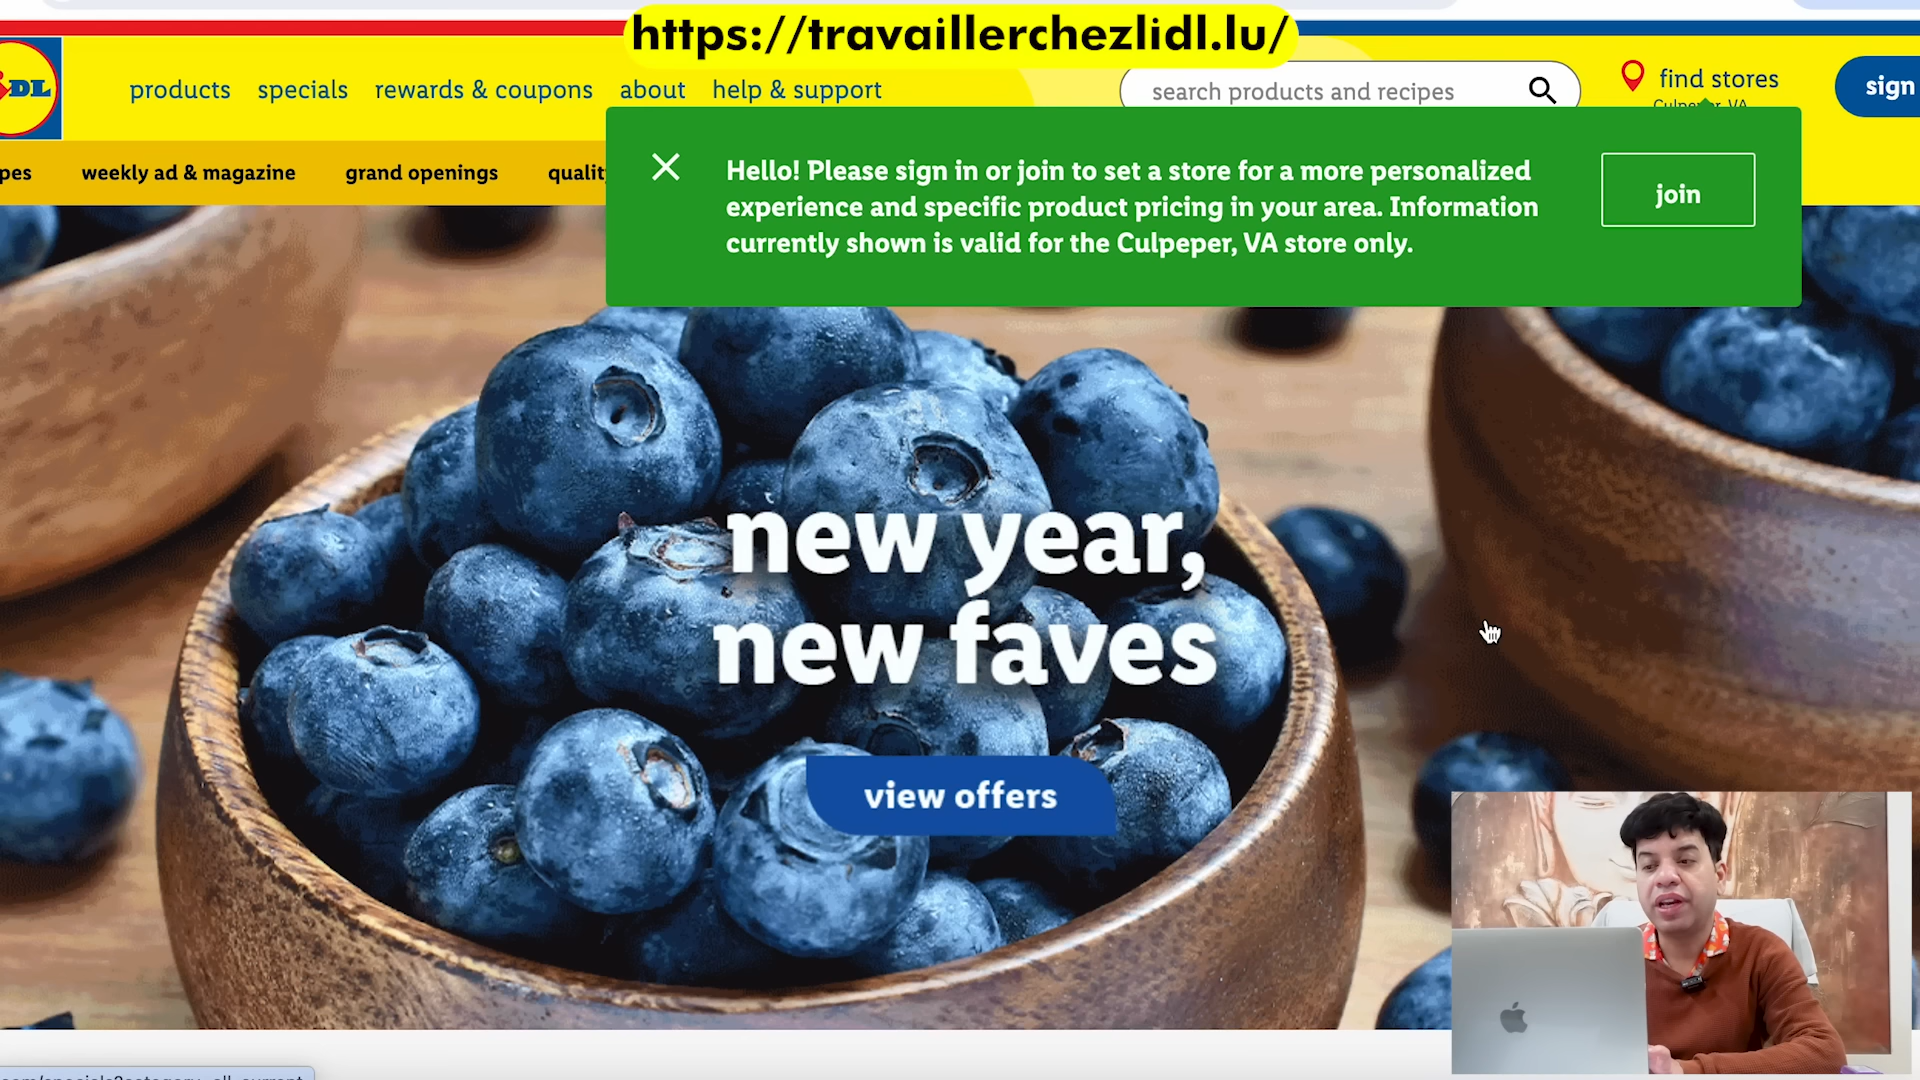 https://travaillerchezlidl.lu/
DL
products specials rewards & coupons about help & support
search products and recipes
find stores
Culpeper, VA
sign
pes weekly ad & magazine grand openings
Hello! Please sign in or join to set a store for a more personalized
experience and specific product pricing in your area. Information
currently shown is valid for the Culpeper, VA store only.
join
new year,
new faves
view offers